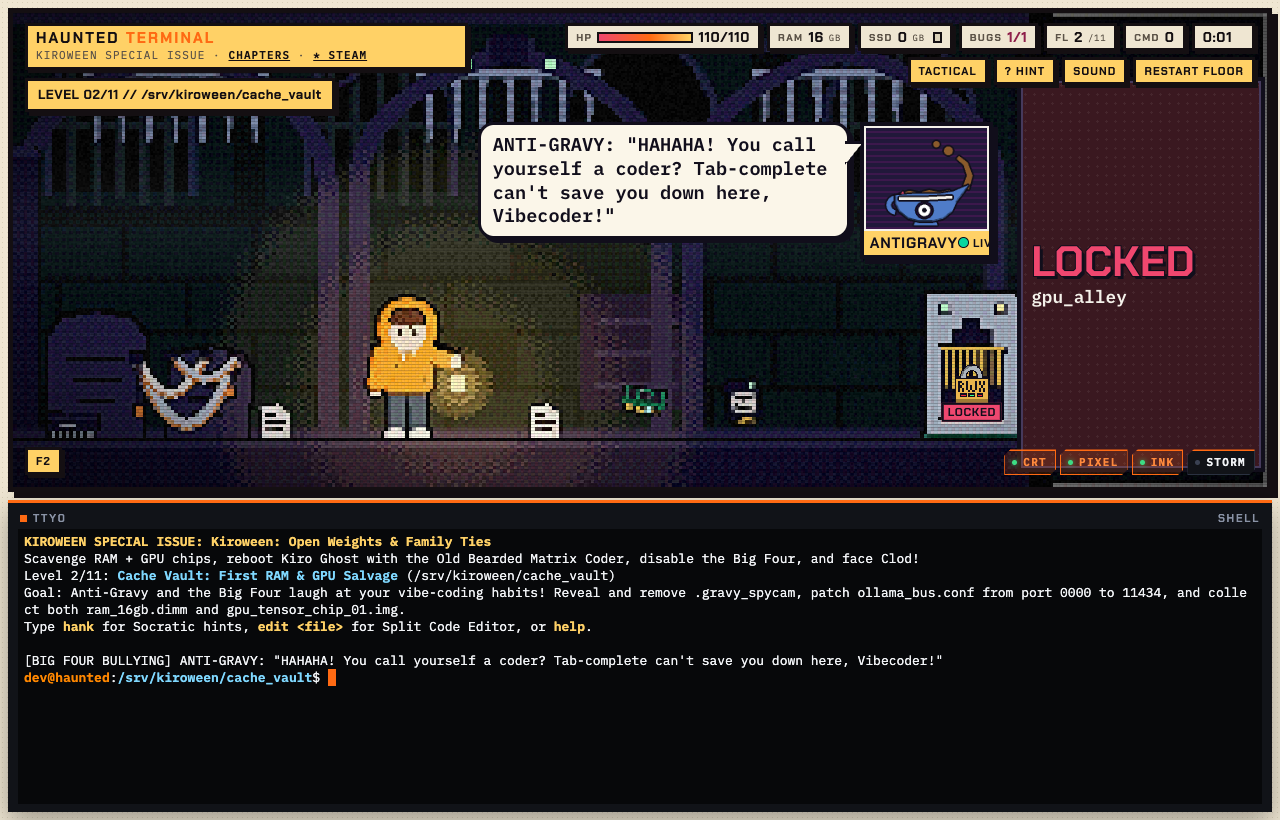 HAUNTED TERMINAL
KIROWEEN SPECIAL ISSUE · CHAPTERS · * STEAM
HP 110/110 RAM 16 GB SSD 0 GB BUGS 1/1 FL 2 /11 CMD 0 0:01
TACTICAL ? HINT SOUND RESTART FLOOR
LEVEL 02/11 // /srv/kiroween/cache_vault
ANTI-GRAVY: "HAHAHA! You call
yourself a coder? Tab-complete
can't save you down here,
Vibecoder!"
ANTIGRAVY LIV
LOCKED
gpu_alley
RWX
LOCKED
F2
CRT PIXEL INK STORM
TTY0 SHELL
KIROWEEN SPECIAL ISSUE: Kiroween: Open Weights & Family Ties
Scavenge RAM + GPU chips, reboot Kiro Ghost with the Old Bearded Matrix Coder, disable the Big Four, and face Clod!
Level 2/11: Cache Vault: First RAM & GPU Salvage (/srv/kiroween/cache_vault)
Goal: Anti-Gravy and the Big Four laugh at your vibe-coding habits! Reveal and remove .gravy_spycam, patch ollama_bus.conf from port 0000 to 11434, and colle
ct both ram_16gb.dimm and gpu_tensor_chip_01.img.
Type hank for Socratic hints, edit <file> for Split Code Editor, or help.
[BIG FOUR BULLYING] ANTI-GRAVY: "HAHAHA! You call yourself a coder? Tab-complete can't save you down here, Vibecoder!"
dev@haunted:/srv/kiroween/cache_vault$